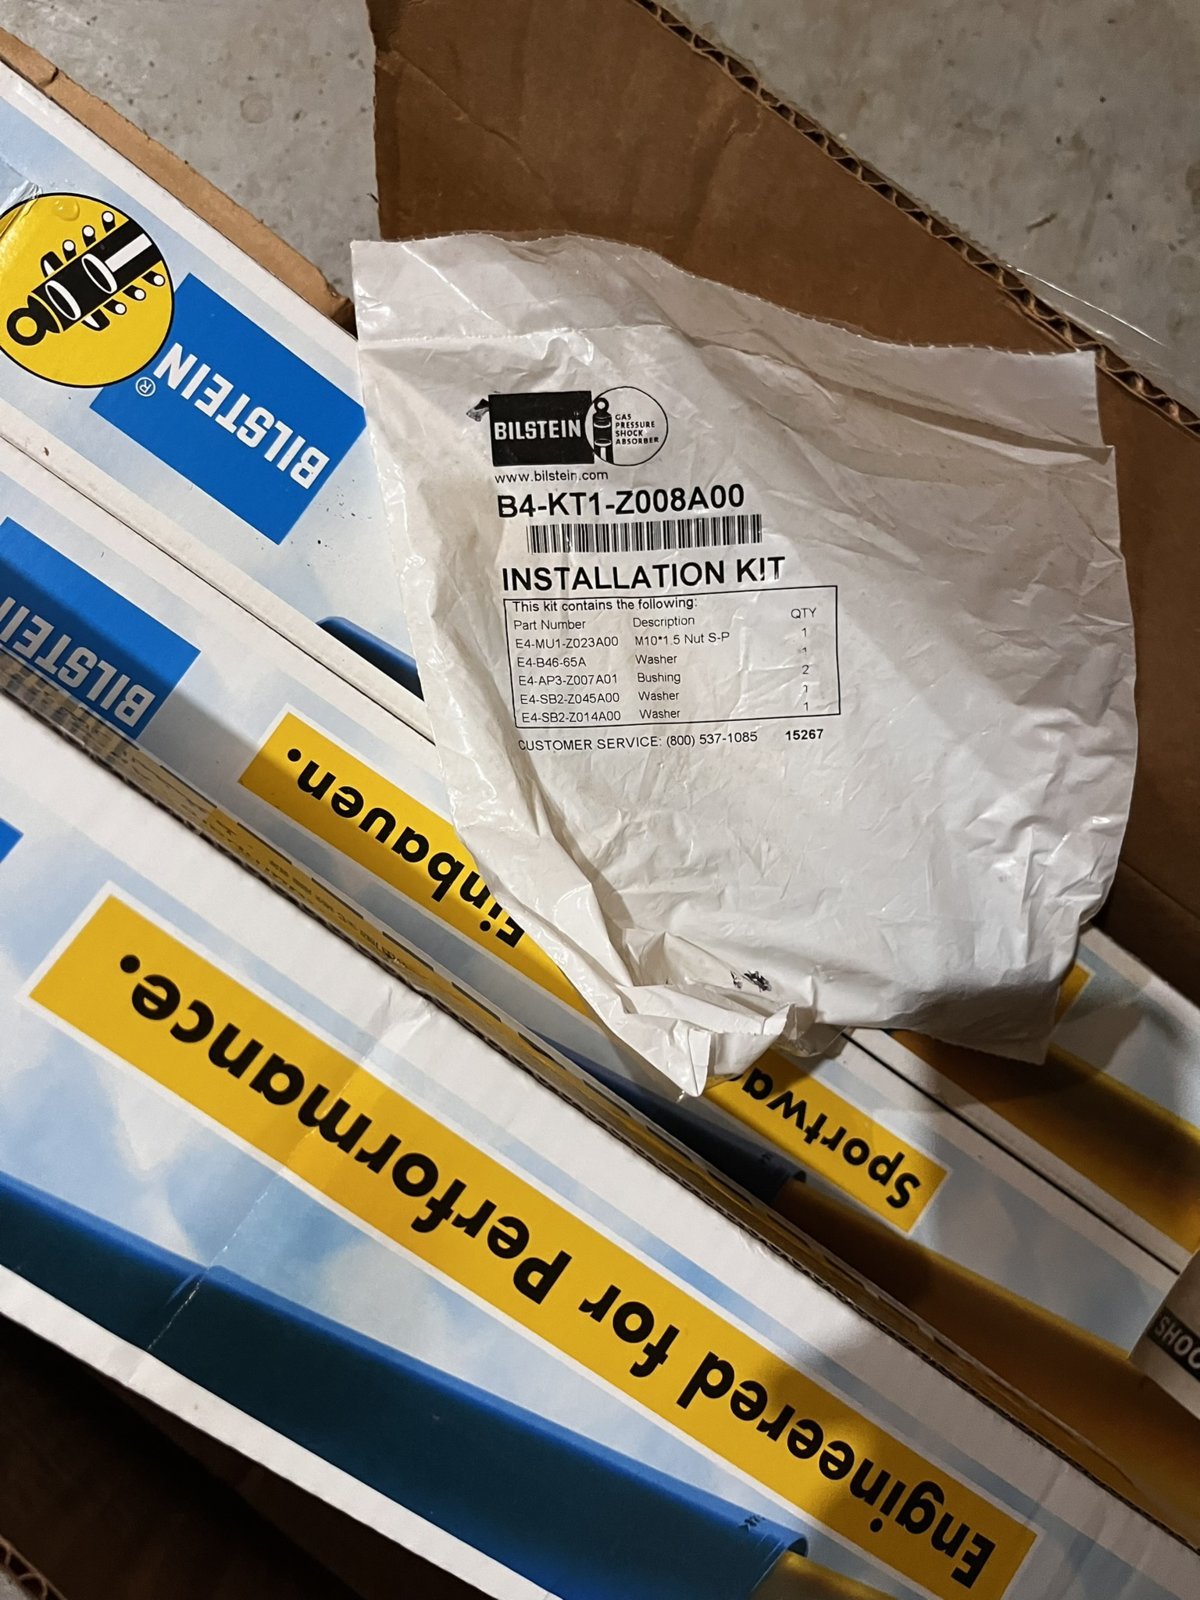 BILSTEIN
GAS
PRESSURE
SHOCK
ABSORBER
www.bilstein.com
B4-KT1-Z008A00
INSTALLATION KIT
This kit contains the following:
Part Number Description QTY
E4-MU1-Z023A00 M10*1.5 Nut S-P 1
E4-B46-65A Washer 1
E4-AP3-Z007A01 Bushing 2
E4-SB2-Z045A00 Washer 1
E4-SB2-Z014A00 Washer 1
CUSTOMER SERVICE: (800) 537-1085 15267
BILSTEIN®
BILSTEIN
Einbauen.
Engineered for Performance.